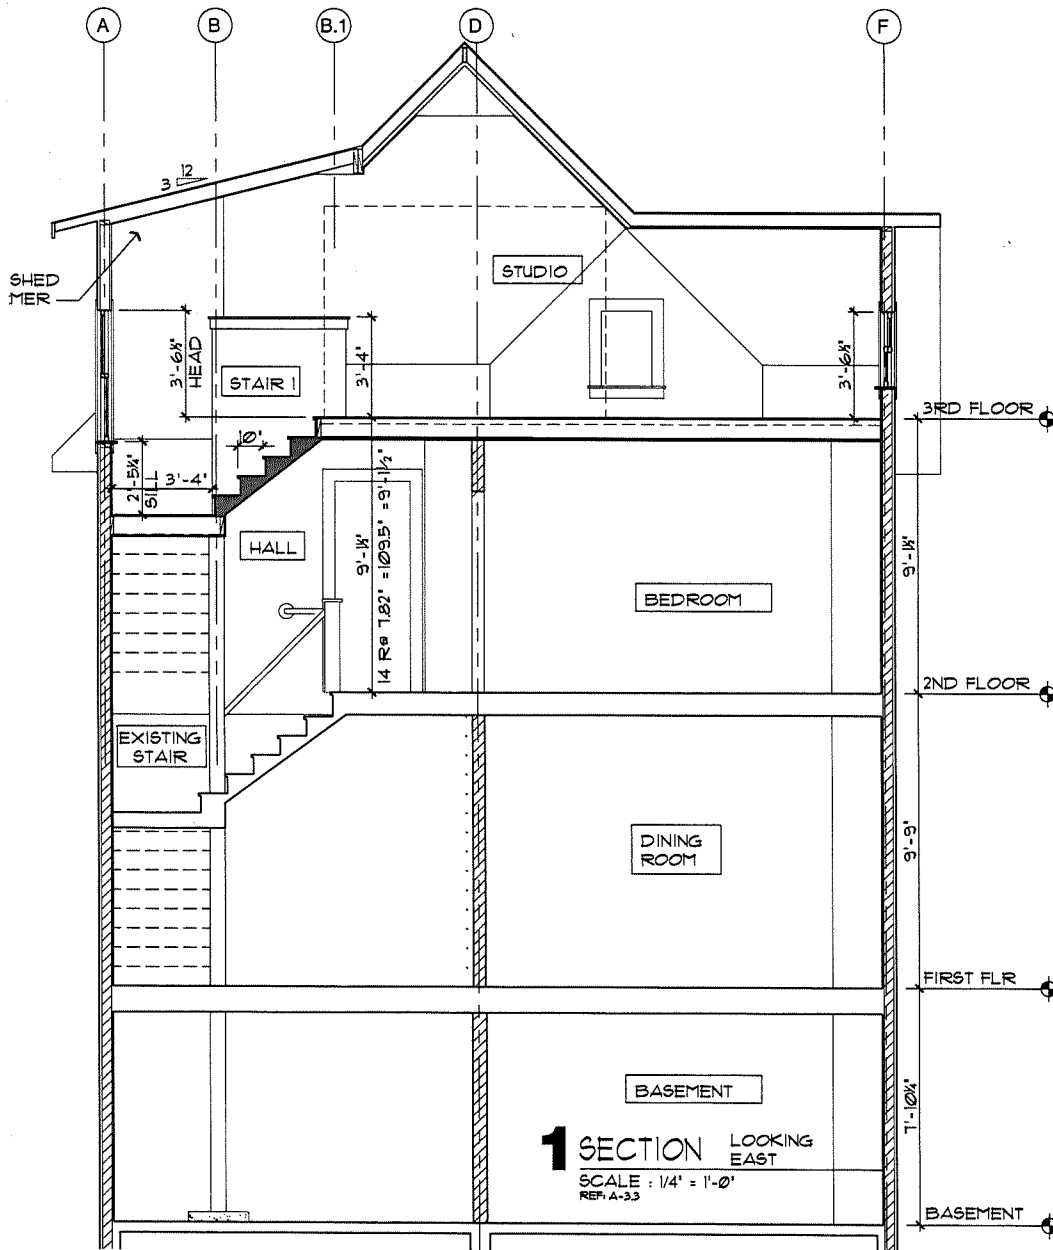 A
B
B.1
D
F
12
3
SHED
MER
STUDIO
3'-6½"
HEAD
STAIR 1
3'-4"
3'-6½"
3RD FLOOR
10"
2'-5¼"
SILL
3'-4"
HALL
9'-1½"
14 R@ 7.82" = 109.5" = 9'-1½"
9'-1½"
BEDROOM
2ND FLOOR
EXISTING
STAIR
DINING
ROOM
9'-9"
FIRST FLR
BASEMENT
7'-10¼"
1 SECTION LOOKING
EAST
SCALE : 1/4" = 1'-0"
REF: A-3.3
BASEMENT